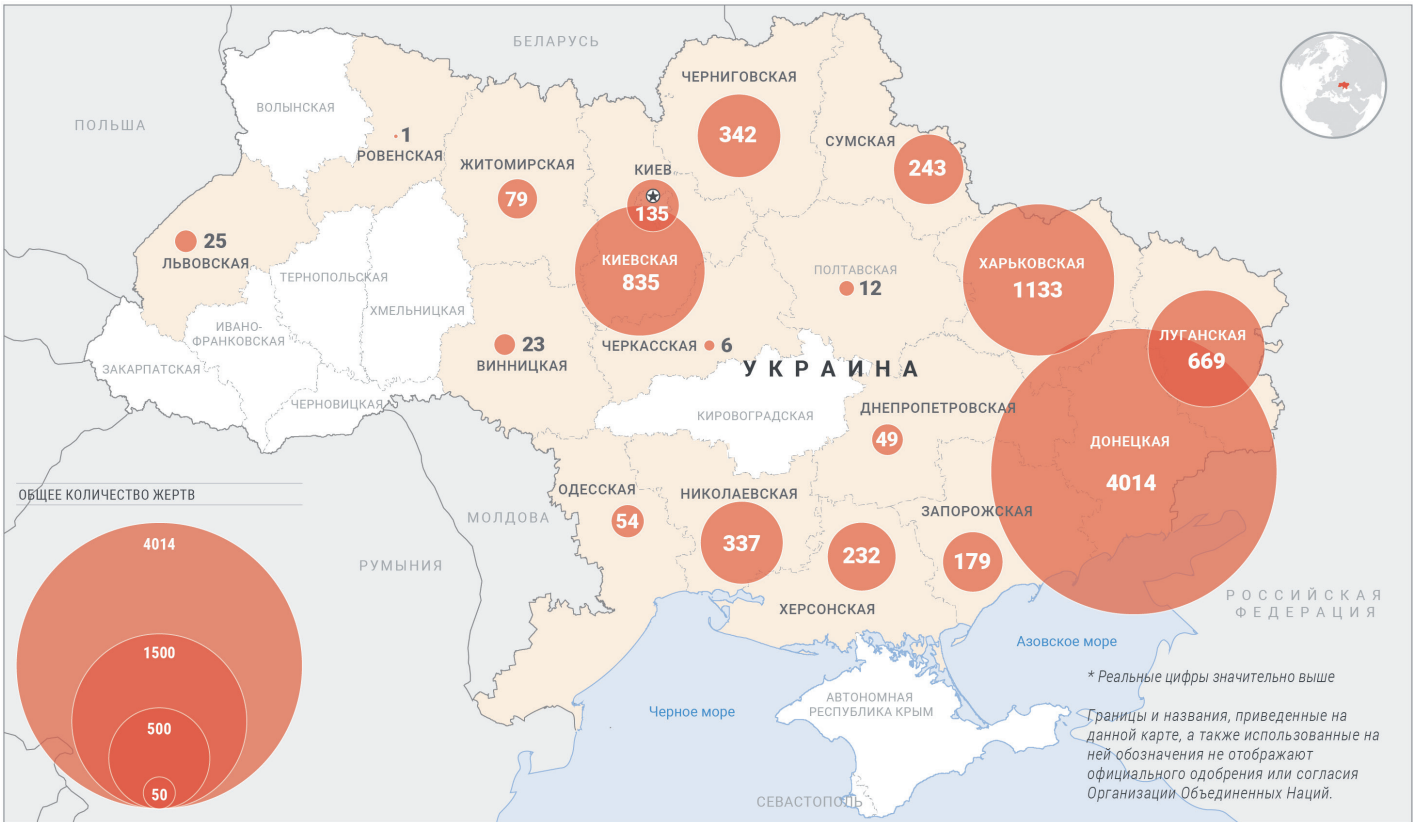 БЕЛАРУСЬ
ПОЛЬША
ВОЛЫНСКАЯ
1
РОВЕНСКАЯ
ЖИТОМИРСКАЯ
79
КИЕВ
135
ЧЕРНИГОВСКАЯ
342
СУМСКАЯ
243
25
ЛЬВОВСКАЯ
ТЕРНОПОЛЬСКАЯ
ХМЕЛЬНИЦКАЯ
ИВАНО-
ФРАНКОВСКАЯ
ЗАКАРПАТСКАЯ
ЧЕРНОВИЦКАЯ
23
ВИННИЦКАЯ
КИЕВСКАЯ
835
ЧЕРКАССКАЯ
6
ПОЛТАВСКАЯ
12
ХАРЬКОВСКАЯ
1133
ЛУГАНСКАЯ
669
УКРАИНА
КИРОВОГРАДСКАЯ
ДНЕПРОПЕТРОВСКАЯ
49
ДОНЕЦКАЯ
4014
ОДЕССКАЯ
54
НИКОЛАЕВСКАЯ
337
232
ХЕРСОНСКАЯ
ЗАПОРОЖСКАЯ
179
МОЛДОВА
РУМЫНИЯ
РОССИЙСКАЯ
ФЕДЕРАЦИЯ
Азовское море
Черное море
АВТОНОМНАЯ
РЕСПУБЛИКА КРЫМ
СЕВАСТОПОЛЬ
ОБЩЕЕ КОЛИЧЕСТВО ЖЕРТВ
4014
1500
500
50
* Реальные цифры значительно выше
Границы и названия, приведенные на
данной карте, а также использованные на
ней обозначения не отображают
официального одобрения или согласия
Организации Объединенных Наций.